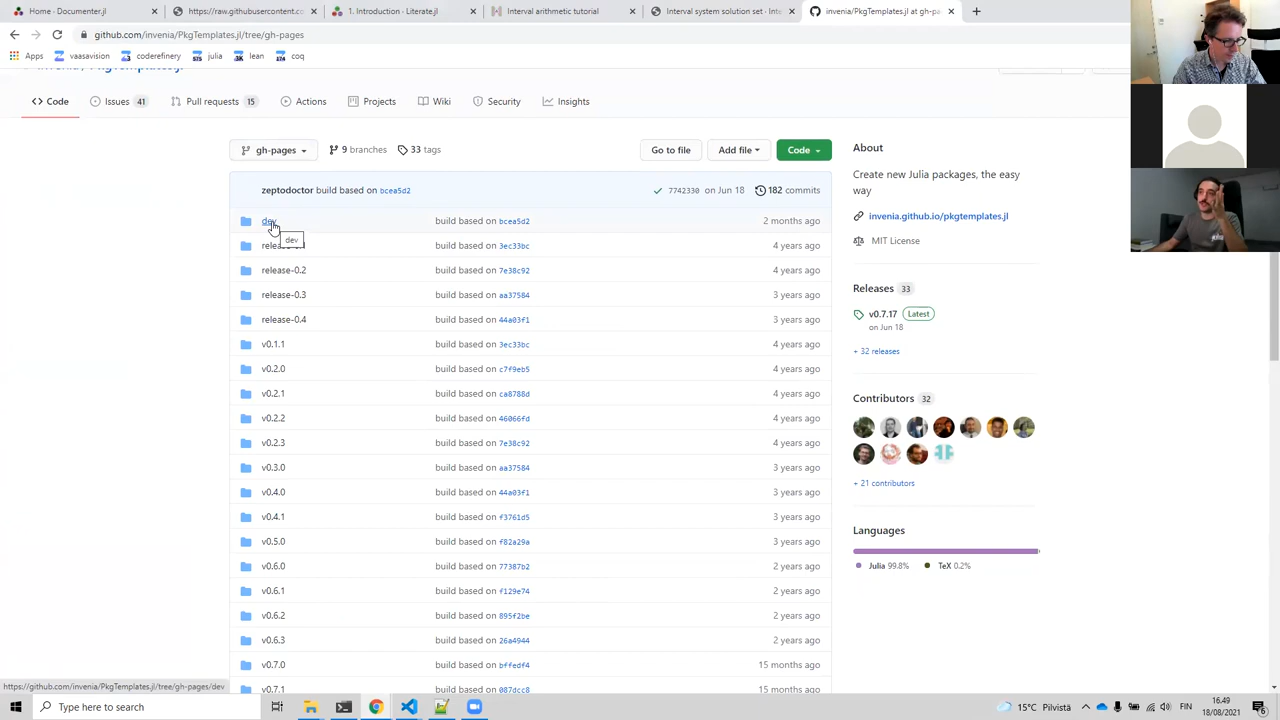 Home · Documenter.jl
https://raw.githubusercontent.co
1. Introduction · Literate.jl
Interval arithmetic tutorial
Interval system solution set - Inte
invenia/PkgTemplates.jl at gh-p
github.com/invenia/PkgTemplates.jl/tree/gh-pages
Apps
vaasavision
coderefinery
julia
lean
coq
invenia/PkgTemplates.jl
Code
Issues 41
Pull requests 15
Actions
Projects
Wiki
Security
Insights
gh-pages
9 branches
33 tags
Go to file
Add file
Code
zeptodoctor build based on bcea5d2
7742330 on Jun 18
182 commits
dev build based on bcea5d2 2 months ago
dev
build based on 3ec33bc 4 years ago
release-0.2 build based on 7e38c92 4 years ago
release-0.3 build based on aa37584 3 years ago
release-0.4 build based on 44a03f1 3 years ago
v0.1.1 build based on 3ec33bc 4 years ago
v0.2.0 build based on c7f9eb5 4 years ago
v0.2.1 build based on ca8788d 4 years ago
v0.2.2 build based on 46066fd 4 years ago
v0.2.3 build based on 7e38c92 4 years ago
v0.3.0 build based on aa37584 3 years ago
v0.4.0 build based on 44a03f1 3 years ago
v0.4.1 build based on f3761d5 3 years ago
v0.5.0 build based on f82a29a 3 years ago
v0.6.0 build based on 77387b2 2 years ago
v0.6.1 build based on f129e74 2 years ago
v0.6.2 build based on 895f2be 2 years ago
v0.6.3 build based on 26a4944 2 years ago
v0.7.0 build based on bffedf4 15 months ago
v0.7.1 build based on 087dcc8 15 months ago
About
Create new Julia packages, the easy
way
invenia.github.io/pkgtemplates.jl
MIT License
Releases 33
v0.7.17 Latest
on Jun 18
+ 32 releases
Contributors 32
+ 21 contributors
Languages
Julia 99.8%
TeX 0.2%
https://github.com/invenia/PkgTemplates.jl/tree/gh-pages/dev
Type here to search
15°C Pilvistä
16.49
18/08/2021